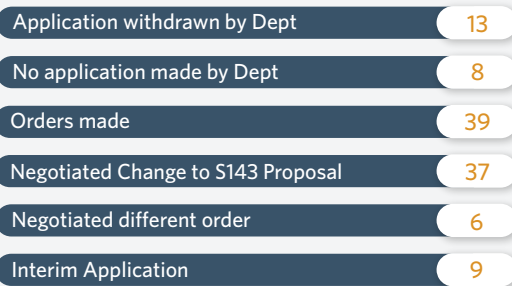 Application withdrawn by Dept 13
No application made by Dept 8
Orders made 39
Negotiated Change to S143 Proposal 37
Negotiated different order 6
Interim Application 9